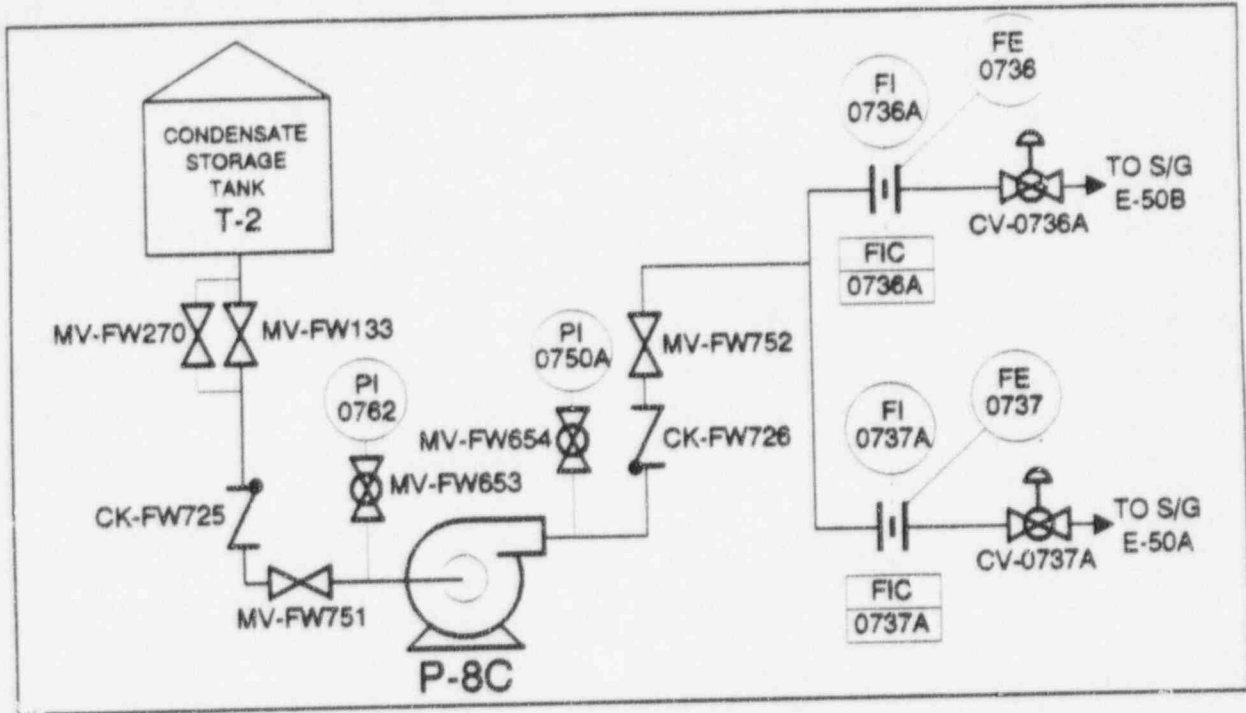 CONDENSATE
STORAGE
TANK
T-2
MV-FW270
MV-FW133
CK-FW725
MV-FW751
PI
0762
MV-FW653
P-8C
PI
0750A
MV-FW654
MV-FW752
CK-FW726
FI
0736A
FE
0736
FIC
0736A
CV-0736A
TO S/G
E-50B
FI
0737A
FE
0737
FIC
0737A
CV-0737A
TO S/G
E-50A